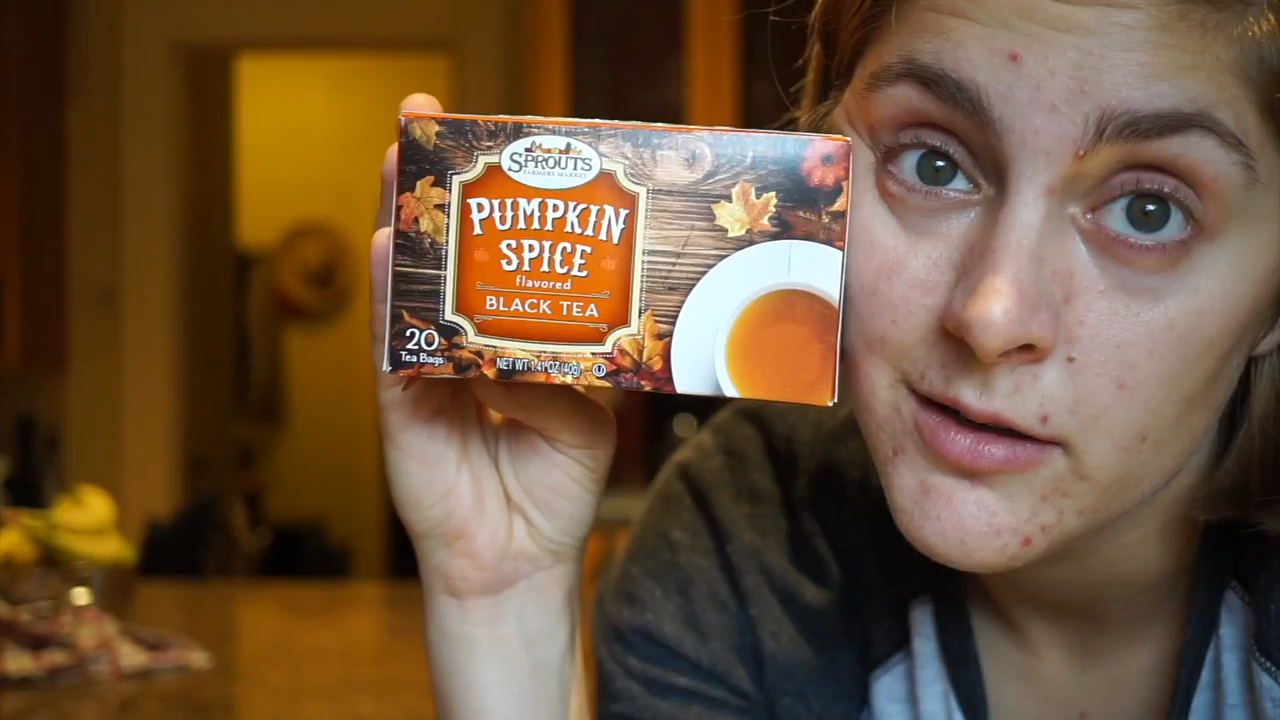 SPROUTS
FARMERS MARKET
PUMPKIN
SPICE
flavored
BLACK TEA
20
Tea Bags
NET WT 1.41 OZ (40g)
U